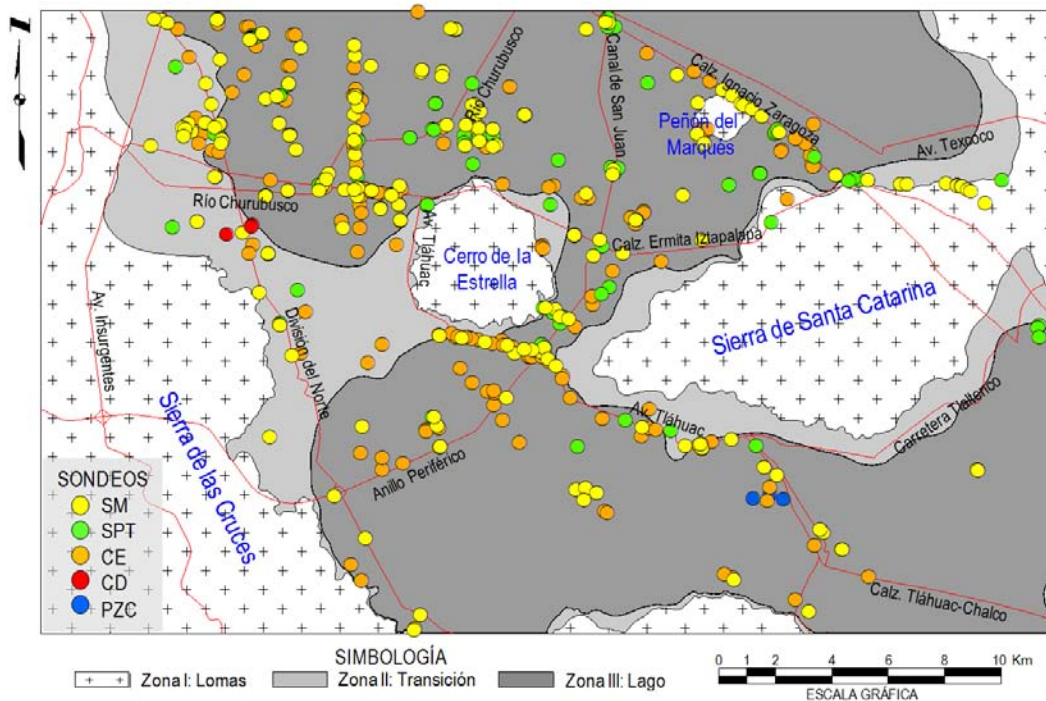 Z
Río Churubusco
Canal de San Juan
Calz. Ignacio Zaragoza
Peñón del
Marqués
Av. Texcoco
Río Churubusco
Av. Tláhuac
Calz. Ermita Iztapalapa
Cerro de la
Estrella
Av. Insurgentes
División del Norte
Sierra de Santa Catarina
Av. Tláhuac
Carretera Tlaltenco
Sierra de las Cruces
Anillo Periférico
Calz. Tláhuac-Chalco
SONDEOS
SM
SPT
CE
CD
PZC
SIMBOLOGÍA
Zona I: Lomas
Zona II: Transición
Zona III: Lago
0 2 4 6 8 10 Km
ESCALA GRÁFICA